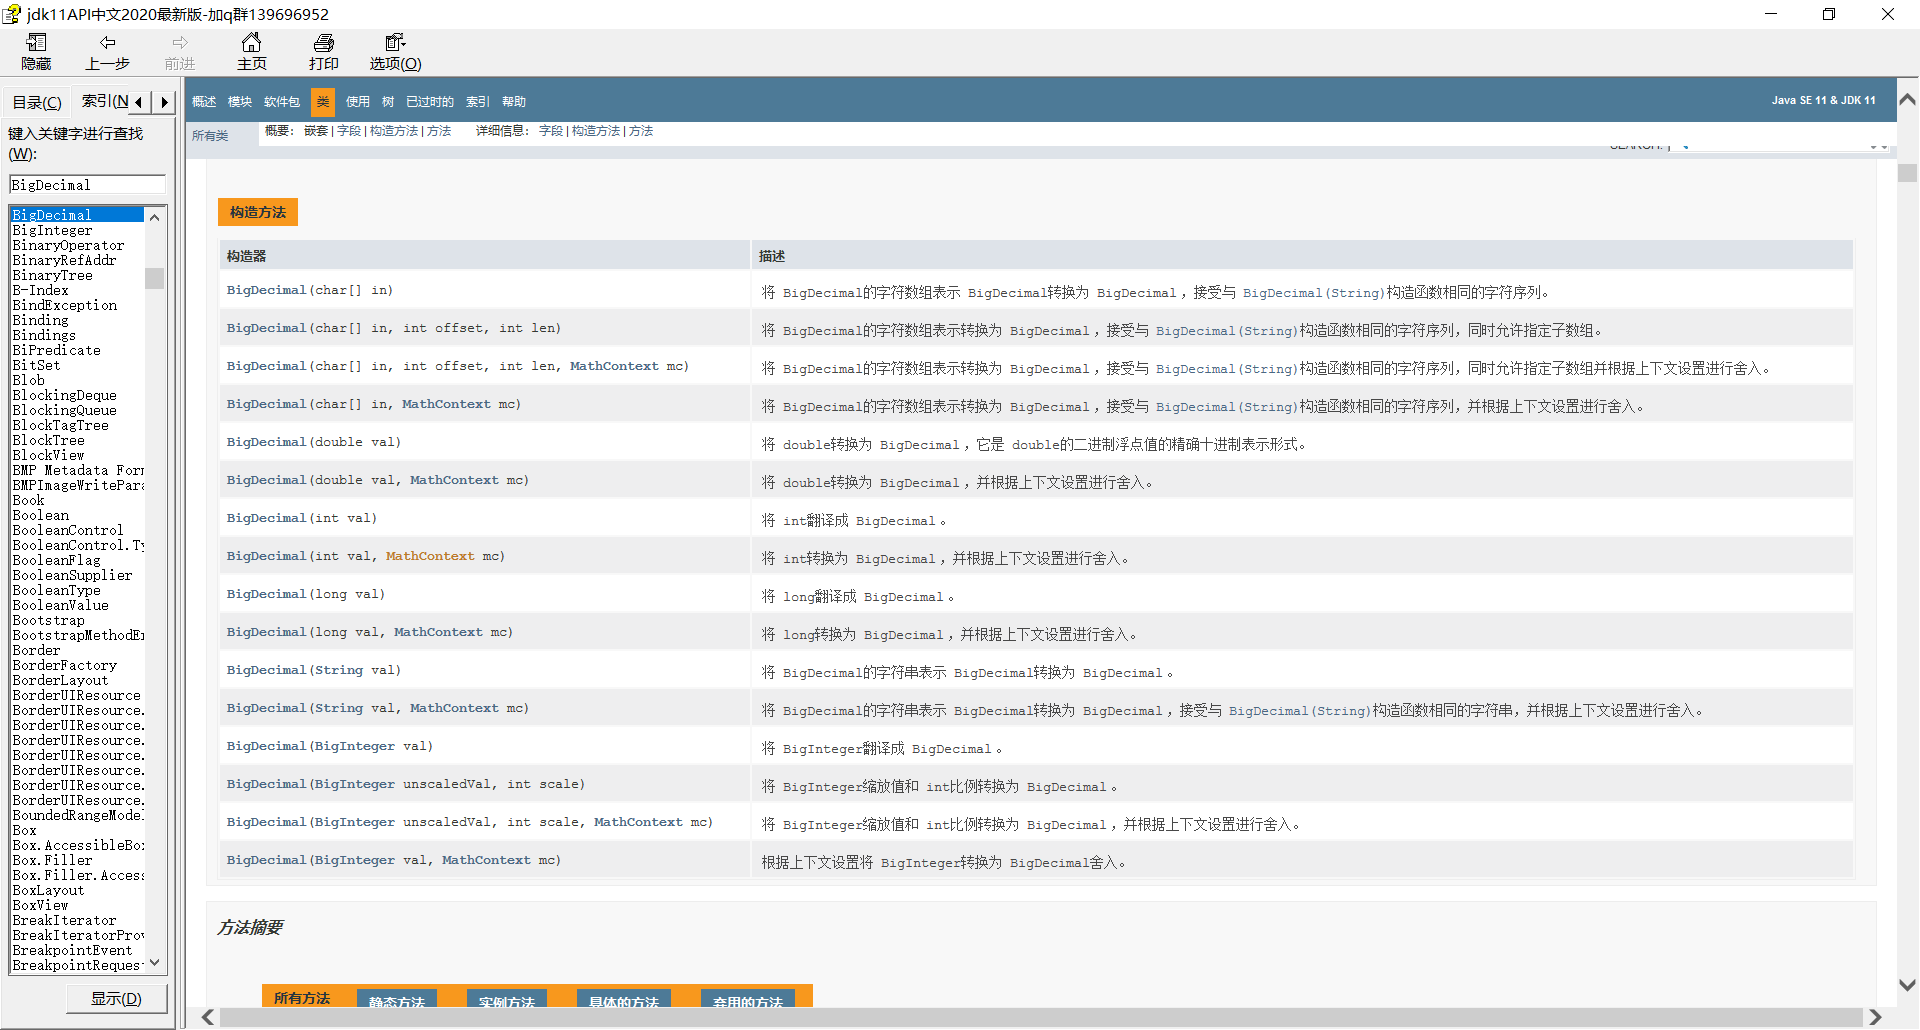 jdk11API中文2020最新版-加q群139696952
隐藏 上一步 前进 主页 打印 选项(O)
目录(C) 索引(N
键入关键字进行查找
(W):
BigDecimal
BigDecimal
BigInteger
BinaryOperator
BinaryRefAddr
BinaryTree
B-Index
BindException
Binding
Bindings
BiPredicate
BitSet
Blob
BlockingDeque
BlockingQueue
BlockTagTree
BlockTree
BlockView
BMP Metadata For
BMPImageWritePara
Book
Boolean
BooleanControl
BooleanControl.Ty
BooleanFlag
BooleanSupplier
BooleanType
BooleanValue
Bootstrap
BootstrapMethodEr
Border
BorderFactory
BorderLayout
BorderUIResource
BorderUIResource.
BorderUIResource.
BorderUIResource.
BorderUIResource.
BorderUIResource.
BorderUIResource.
BorderUIResource.
BoundedRangeModel
Box
Box.AccessibleBox
Box.Filler
Box.Filler.Access
BoxLayout
BoxView
BreakIterator
BreakIteratorProv
BreakpointEvent
BreakpointReques
显示(D)
概述 模块 软件包 类 使用 树 已过时的 索引 帮助
Java SE 11 & JDK 11
所有类
概要: 嵌套 | 字段 | 构造方法 | 方法 详细信息: 字段 | 构造方法 | 方法
SEARCH:
构造方法
构造器 描述
BigDecimal(char[] in) 将 BigDecimal的字符数组表示 BigDecimal转换为 BigDecimal ，接受与 BigDecimal(String)构造函数相同的字符序列。
BigDecimal(char[] in, int offset, int len) 将 BigDecimal的字符数组表示转换为 BigDecimal ，接受与 BigDecimal(String)构造函数相同的字符序列，同时允许指定子数组。
BigDecimal(char[] in, int offset, int len, MathContext mc) 将 BigDecimal的字符数组表示转换为 BigDecimal ，接受与 BigDecimal(String)构造函数相同的字符序列，同时允许指定子数组并根据上下文设置进行舍入。
BigDecimal(char[] in, MathContext mc) 将 BigDecimal的字符数组表示转换为 BigDecimal ，接受与 BigDecimal(String)构造函数相同的字符序列，并根据上下文设置进行舍入。
BigDecimal(double val) 将 double转换为 BigDecimal ，它是 double的二进制浮点值的精确十进制表示形式。
BigDecimal(double val, MathContext mc) 将 double转换为 BigDecimal ，并根据上下文设置进行舍入。
BigDecimal(int val) 将 int翻译成 BigDecimal 。
BigDecimal(int val, MathContext mc) 将 int转换为 BigDecimal ，并根据上下文设置进行舍入。
BigDecimal(long val) 将 long翻译成 BigDecimal 。
BigDecimal(long val, MathContext mc) 将 long转换为 BigDecimal ，并根据上下文设置进行舍入。
BigDecimal(String val) 将 BigDecimal的字符串表示 BigDecimal转换为 BigDecimal 。
BigDecimal(String val, MathContext mc) 将 BigDecimal的字符串表示 BigDecimal转换为 BigDecimal ，接受与 BigDecimal(String)构造函数相同的字符串，并根据上下文设置进行舍入。
BigDecimal(BigInteger val) 将 BigInteger翻译成 BigDecimal 。
BigDecimal(BigInteger unscaledVal, int scale) 将 BigInteger缩放值和 int比例转换为 BigDecimal 。
BigDecimal(BigInteger unscaledVal, int scale, MathContext mc) 将 BigInteger缩放值和 int比例转换为 BigDecimal ，并根据上下文设置进行舍入。
BigDecimal(BigInteger val, MathContext mc) 根据上下文设置将 BigInteger转换为 BigDecimal舍入。
方法摘要
所有方法 静态方法 实例方法 具体的方法 弃用的方法